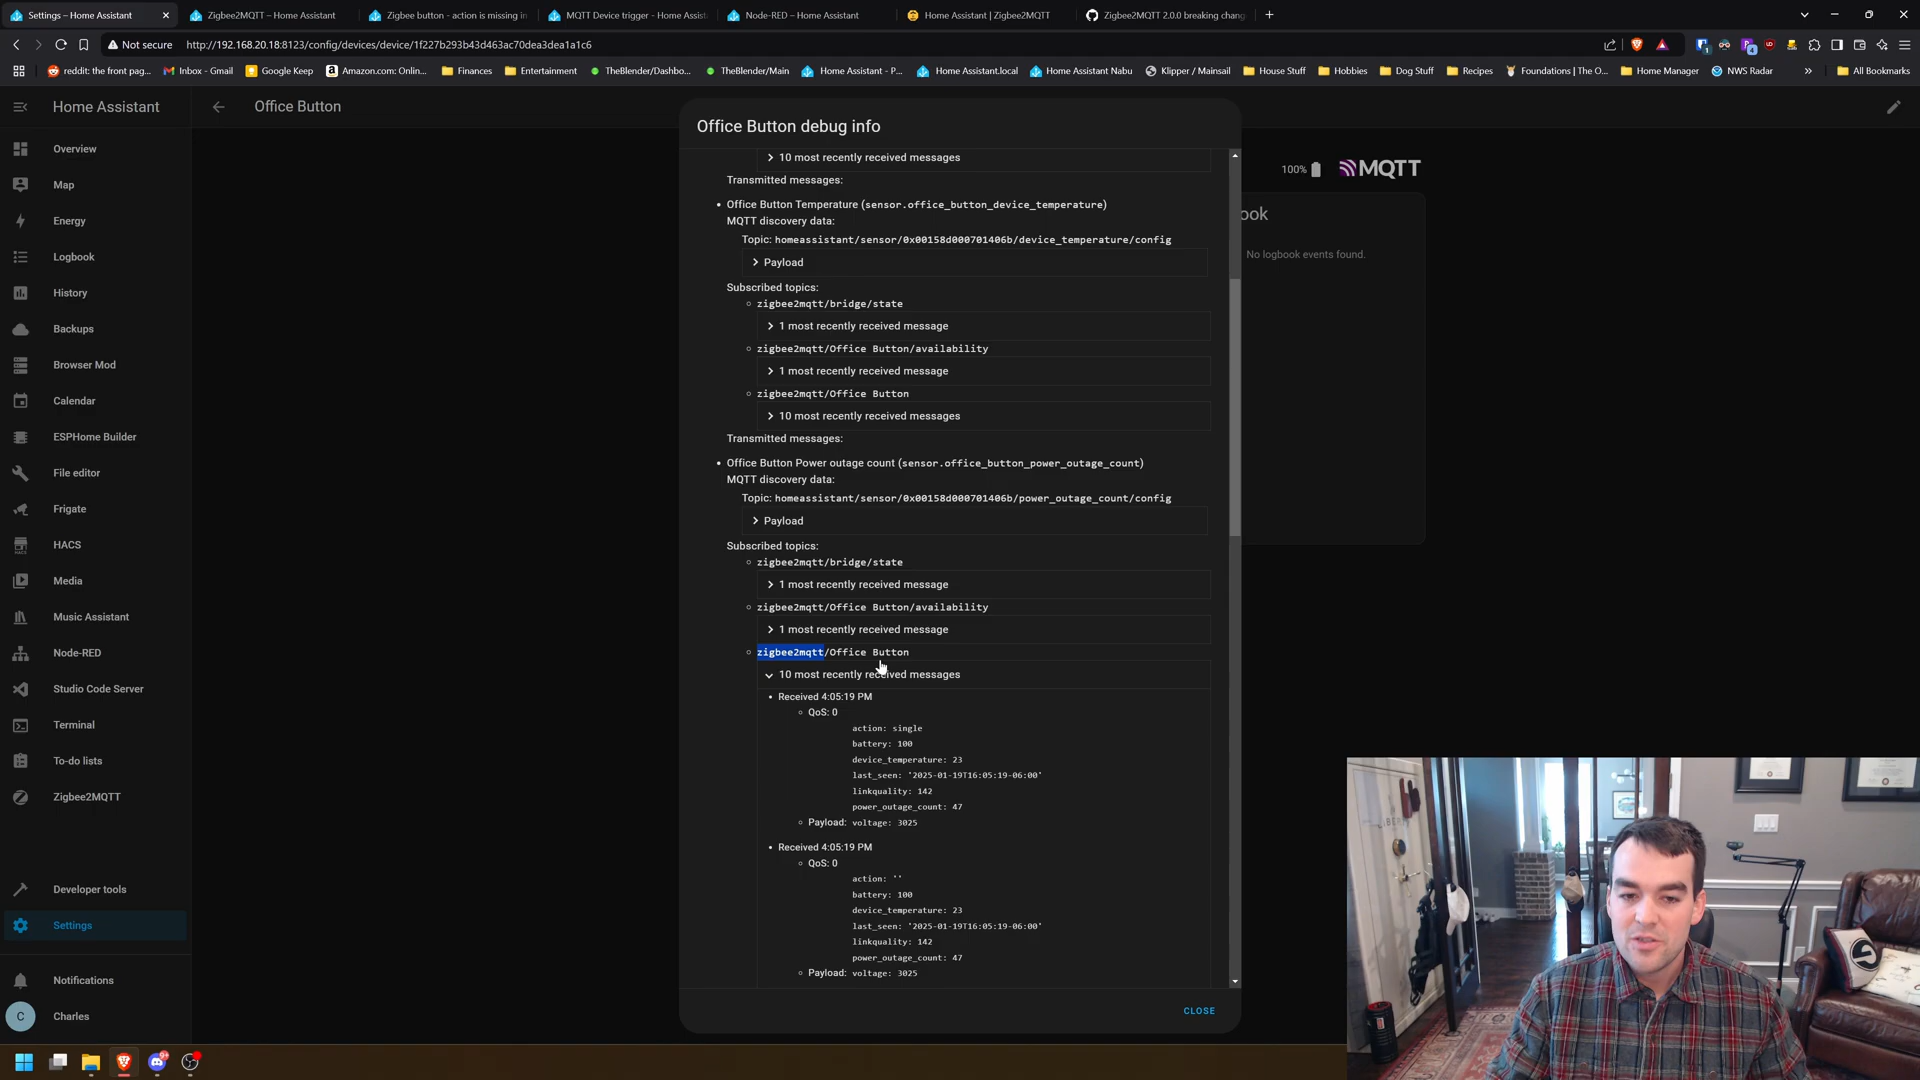 Settings – Home Assistant
Zigbee2MQTT – Home Assistant
Zigbee button - action is missing in
MQTT Device trigger - Home Assist
Node-RED – Home Assistant
Home Assistant | Zigbee2MQTT
Zigbee2MQTT 2.0.0 breaking chang
Not secure
http://192.168.20.18:8123/config/devices/device/1f227b293b43d463ac70dea3dea1a1c6
reddit: the front pag...
Inbox - Gmail
Google Keep
Amazon.com: Onlin...
Finances
Entertainment
TheBlender/Dashbo...
TheBlender/Main
Home Assistant - P...
Home Assistant.local
Home Assistant Nabu
Klipper / Mainsail
House Stuff
Hobbies
Dog Stuff
Recipes
Foundations | The O...
Home Manager
NWS Radar
All Bookmarks
Home Assistant
Office Button
Overview
Map
Energy
Logbook
History
Backups
Browser Mod
Calendar
ESPHome Builder
File editor
Frigate
HACS
Media
Music Assistant
Node-RED
Studio Code Server
Terminal
To-do lists
Zigbee2MQTT
Developer tools
Settings
Notifications
C
Charles
Office Button debug info
10 most recently received messages
Transmitted messages:
Office Button Temperature (sensor.office_button_device_temperature)
MQTT discovery data:
Topic: homeassistant/sensor/0x00158d000701406b/device_temperature/config
Payload
Subscribed topics:
zigbee2mqtt/bridge/state
1 most recently received message
zigbee2mqtt/Office Button/availability
1 most recently received message
zigbee2mqtt/Office Button
10 most recently received messages
Transmitted messages:
Office Button Power outage count (sensor.office_button_power_outage_count)
MQTT discovery data:
Topic: homeassistant/sensor/0x00158d000701406b/power_outage_count/config
Payload
Subscribed topics:
zigbee2mqtt/bridge/state
1 most recently received message
zigbee2mqtt/Office Button/availability
1 most recently received message
zigbee2mqtt/Office Button
10 most recently received messages
Received 4:05:19 PM
QoS: 0
action: single
battery: 100
device_temperature: 23
last_seen: '2025-01-19T16:05:19-06:00'
linkquality: 142
power_outage_count: 47
Payload: voltage: 3025
Received 4:05:19 PM
QoS: 0
action: ''
battery: 100
device_temperature: 23
last_seen: '2025-01-19T16:05:19-06:00'
linkquality: 142
power_outage_count: 47
Payload: voltage: 3025
CLOSE
100%
MQTT
ook
No logbook events found.